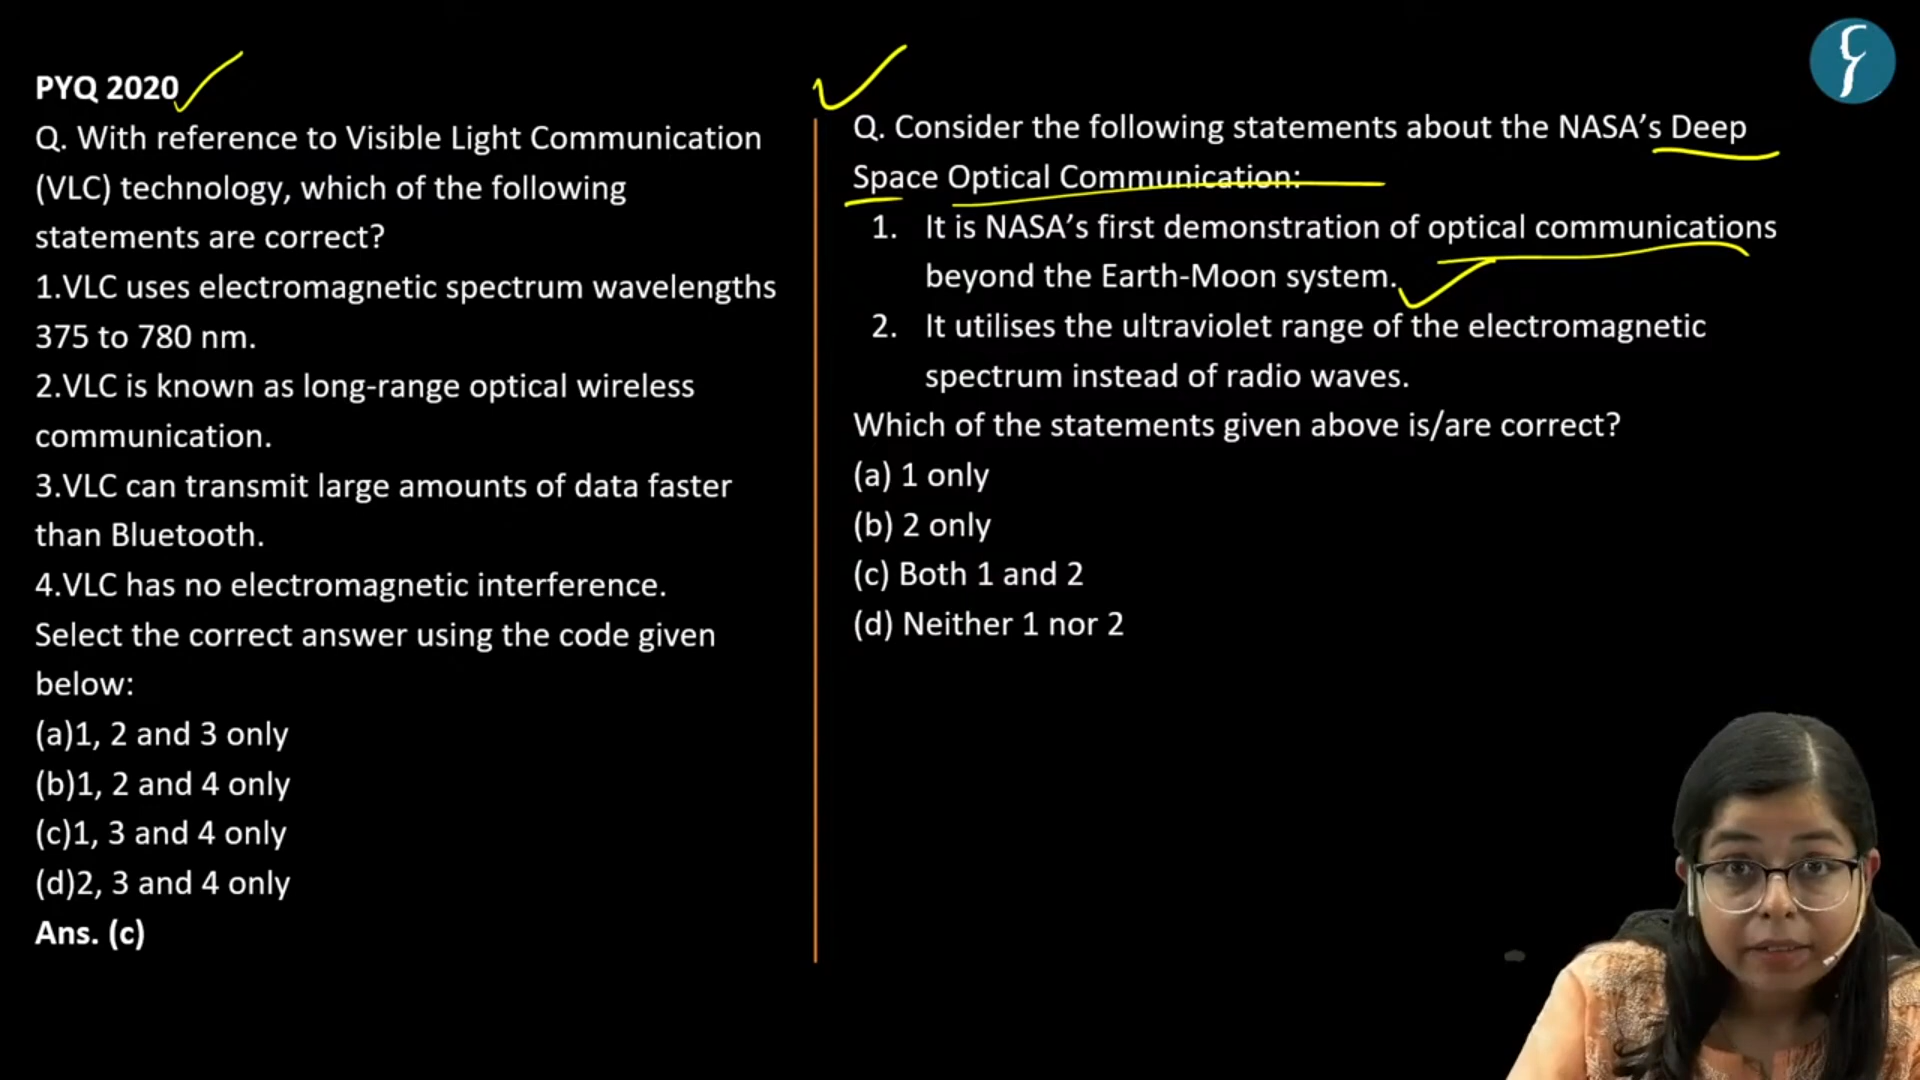 PYQ 2020
Q. With reference to Visible Light Communication
(VLC) technology, which of the following
statements are correct?
1.VLC uses electromagnetic spectrum wavelengths
375 to 780 nm.
2.VLC is known as long-range optical wireless
communication.
3.VLC can transmit large amounts of data faster
than Bluetooth.
4.VLC has no electromagnetic interference.
Select the correct answer using the code given
below:
(a)1, 2 and 3 only
(b)1, 2 and 4 only
(c)1, 3 and 4 only
(d)2, 3 and 4 only
Ans. (c)
Q. Consider the following statements about the NASA’s Deep
Space Optical Communication:
1. It is NASA’s first demonstration of optical communications
beyond the Earth-Moon system.
2. It utilises the ultraviolet range of the electromagnetic
spectrum instead of radio waves.
Which of the statements given above is/are correct?
(a) 1 only
(b) 2 only
(c) Both 1 and 2
(d) Neither 1 nor 2